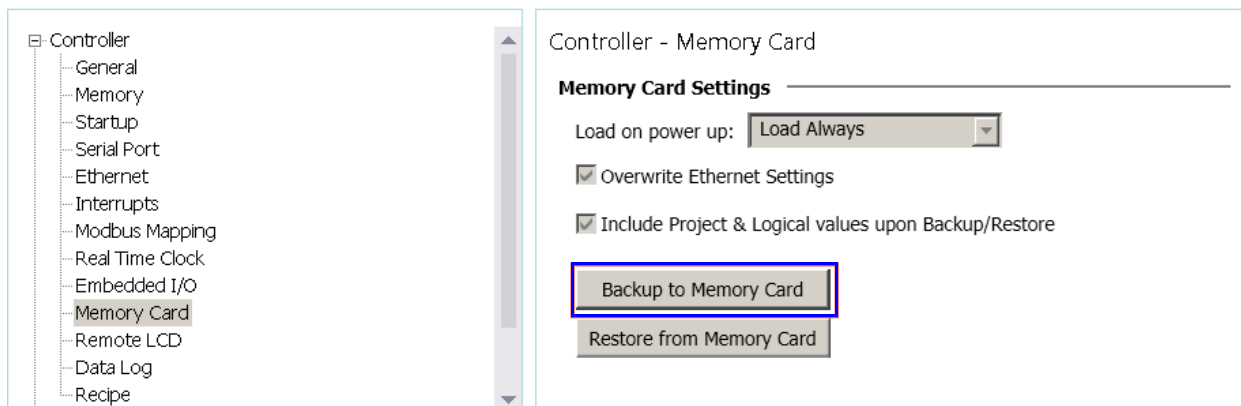 Controller
General
Memory
Startup
Serial Port
Ethernet
Interrupts
Modbus Mapping
Real Time Clock
Embedded I/O
Memory Card
Remote LCD
Data Log
Recipe
Controller - Memory Card
Memory Card Settings
Load on power up: Load Always
Overwrite Ethernet Settings
Include Project & Logical values upon Backup/Restore
Backup to Memory Card
Restore from Memory Card